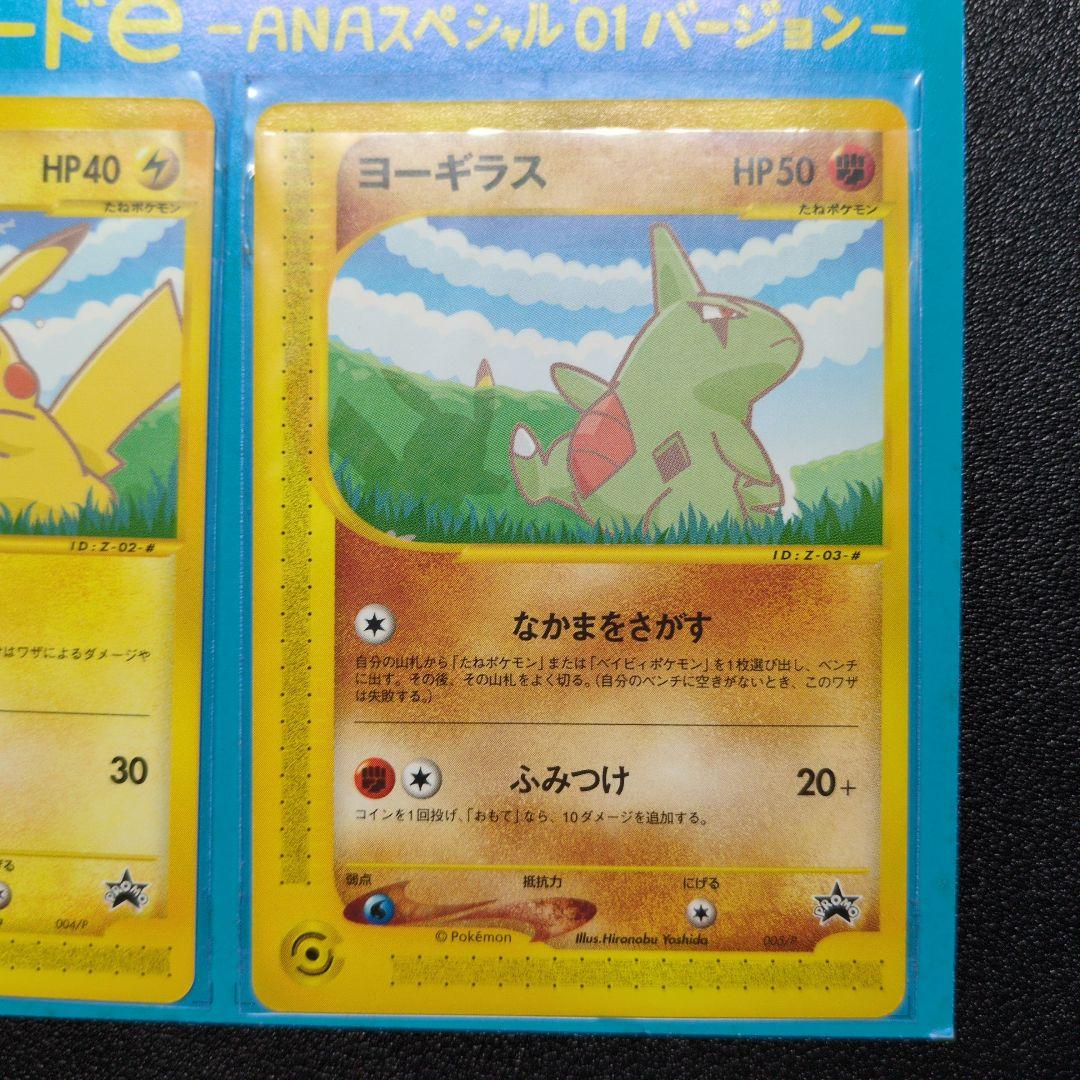 ードe -ANAスペシャル'01バージョン-
HP40
たねポケモン
ID:Z-02-#
はワザによるダメージや
30
げる
PROMO
004/P
ヨーギラス
HP50
たねポケモン
ID:Z-03-#
なかまをさがす
自分の山札から「たねポケモン」または「ベイビィポケモン」を1枚選び出し、ベンチ
に出す。その後、その山札をよく切る。(自分のベンチに空きがないとき、このワザ
は失敗する。)
ふみつけ
20+
コインを1回投げ、「おもて」なら、10ダメージを追加する。
弱点
抵抗力
にげる
PROMO
©Pokémon
Illus.Hironobu Yoshida
005/P